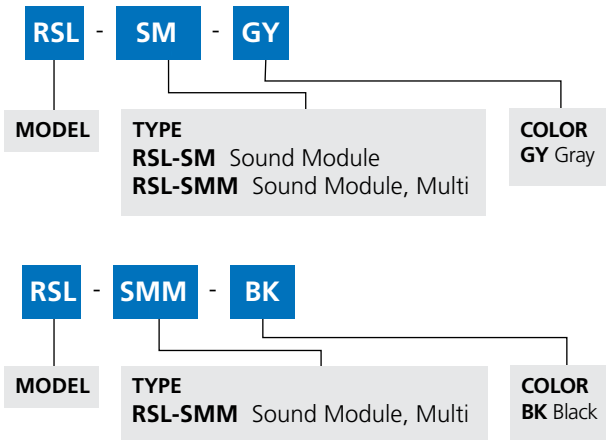 RSL - SM - GY
MODEL
TYPE
RSL-SM Sound Module
RSL-SMM Sound Module, Multi
COLOR
GY Gray
RSL - SMM - BK
MODEL
TYPE
RSL-SMM Sound Module, Multi
COLOR
BK Black